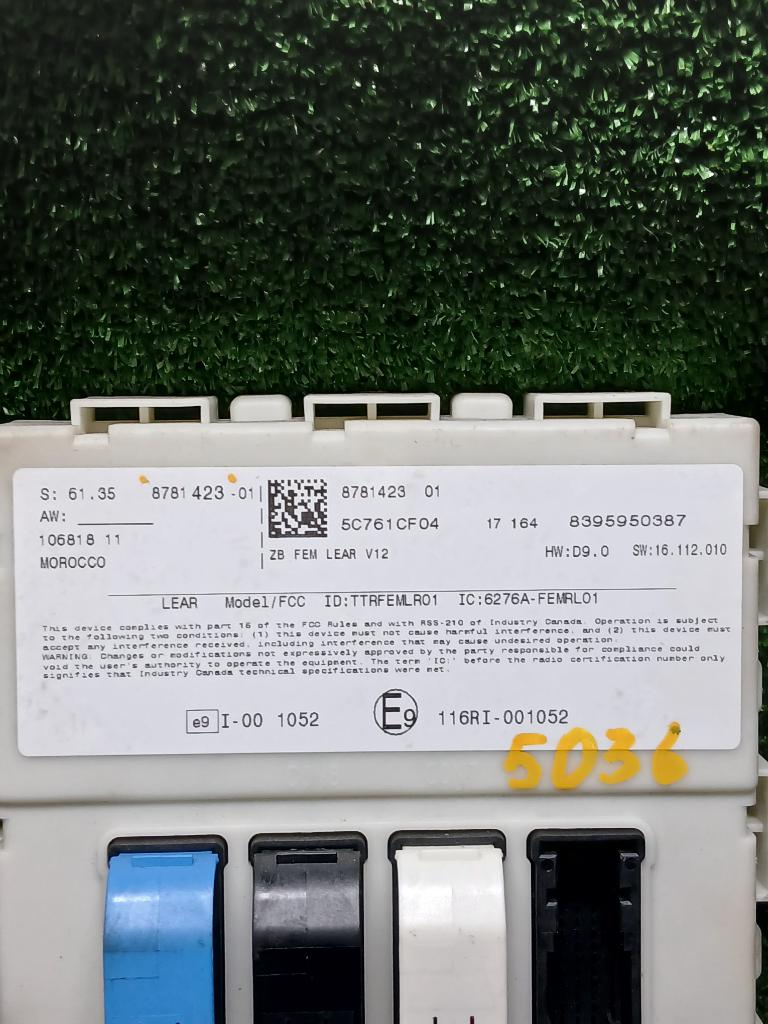 S: 61.35 8781 423 -01
AW: ________
106818 11
MOROCCO
8781423 01
5C761CF04 17 164 8395950387
ZB FEM LEAR V12 HW:D9.0 SW:16.112.010
LEAR Model/FCC ID:TTRFEMLR01 IC:6276A-FEMRL01
This device complies with part 15 of the FCC Rules and with RSS-210 of Industry Canada. Operation is subject
to the following two conditions: (1) this device must not cause harmful interference, and (2) this device must
accept any interference received, including interference that may cause undesired operation.
WARNING: Changes or modifications not expressively approved by the party responsible for compliance could
void the user's authority to operate the equipment. The term 'IC:' before the radio certification number only
signifies that Industry Canada technical specifications were met.
e9 I-00 1052 E9 116RI-001052
5036